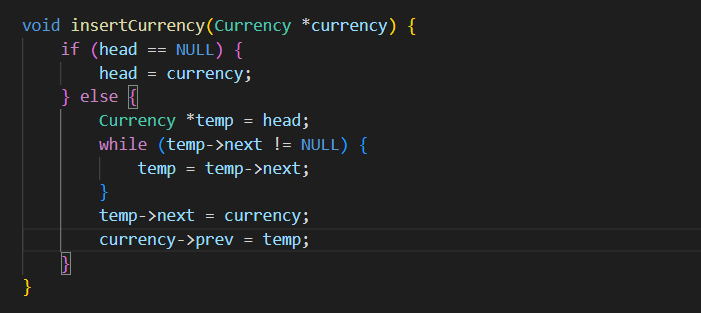 void insertCurrency(Currency *currency) {
    if (head == NULL) {
        head = currency;
    } else {
        Currency *temp = head;
        while (temp->next != NULL) {
            temp = temp->next;
        }
        temp->next = currency;
        currency->prev = temp;
    }
}